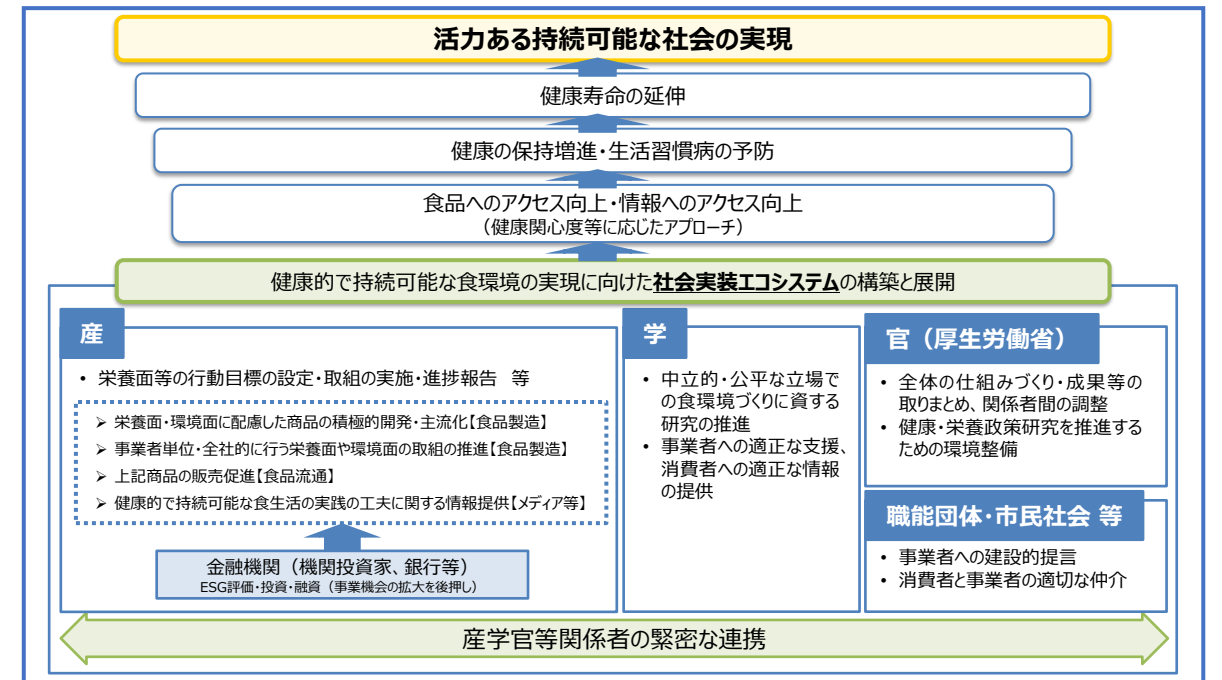 活力ある持続可能な社会の実現
健康寿命の延伸
健康の保持増進・生活習慣病の予防
食品へのアクセス向上・情報へのアクセス向上
（健康関心度等に応じたアプローチ）
健康的で持続可能な食環境の実現に向けた社会実装エコシステムの構築と展開
産
• 栄養面等の行動目標の設定・取組の実施・進捗報告 等
➢ 栄養面・環境面に配慮した商品の積極的開発・主流化【食品製造】
➢ 事業者単位・全社的に行う栄養面や環境面の取組の推進【食品製造】
➢ 上記商品の販売促進【食品流通】
➢ 健康的で持続可能な食生活の実践の工夫に関する情報提供【メディア等】
金融機関（機関投資家、銀行等）
ESG評価・投資・融資（事業機会の拡大を後押し）
学
• 中立的・公平な立場で
の食環境づくりに資する
研究の推進
• 事業者への適正な支援、
消費者への適正な情報
の提供
官（厚生労働省）
• 全体の仕組みづくり・成果等の
取りまとめ、関係者間の調整
• 健康・栄養政策研究を推進する
ための環境整備
職能団体・市民社会 等
• 事業者への建設的提言
• 消費者と事業者の適切な仲介
産学官等関係者の緊密な連携